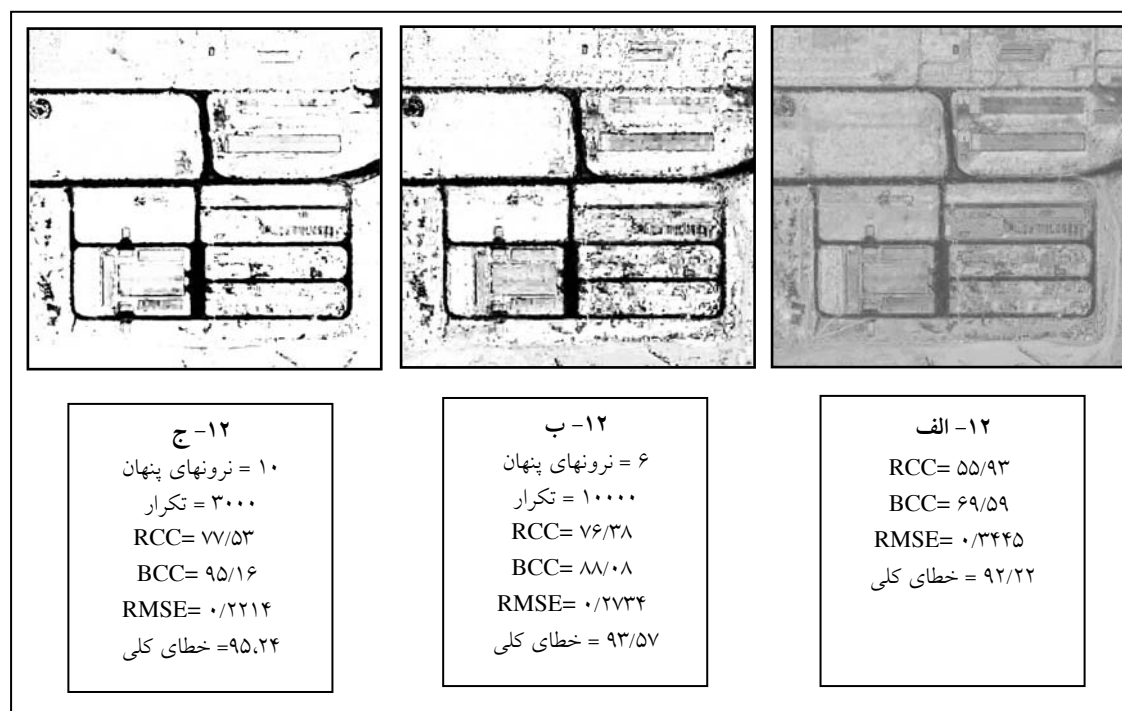 ۱۲- الف
RCC= ۵۵/۹۳
BCC= ۶۹/۵۹
RMSE= ۰/۳۴۴۵
خطای کلی = ۹۲/۲۲
۱۲- ب
نرونهای پنهان = ۶
تکرار = ۱۰۰۰۰
RCC= ۷۶/۳۸
BCC= ۸۸/۰۸
RMSE= ۰/۲۷۳۴
خطای کلی = ۹۳/۵۷
۱۲- ج
نرونهای پنهان = ۱۰
تکرار = ۳۰۰۰
RCC= ۷۷/۵۳
BCC= ۹۵/۱۶
RMSE= ۰/۲۲۱۴
خطای کلی =۹۵،۲۴